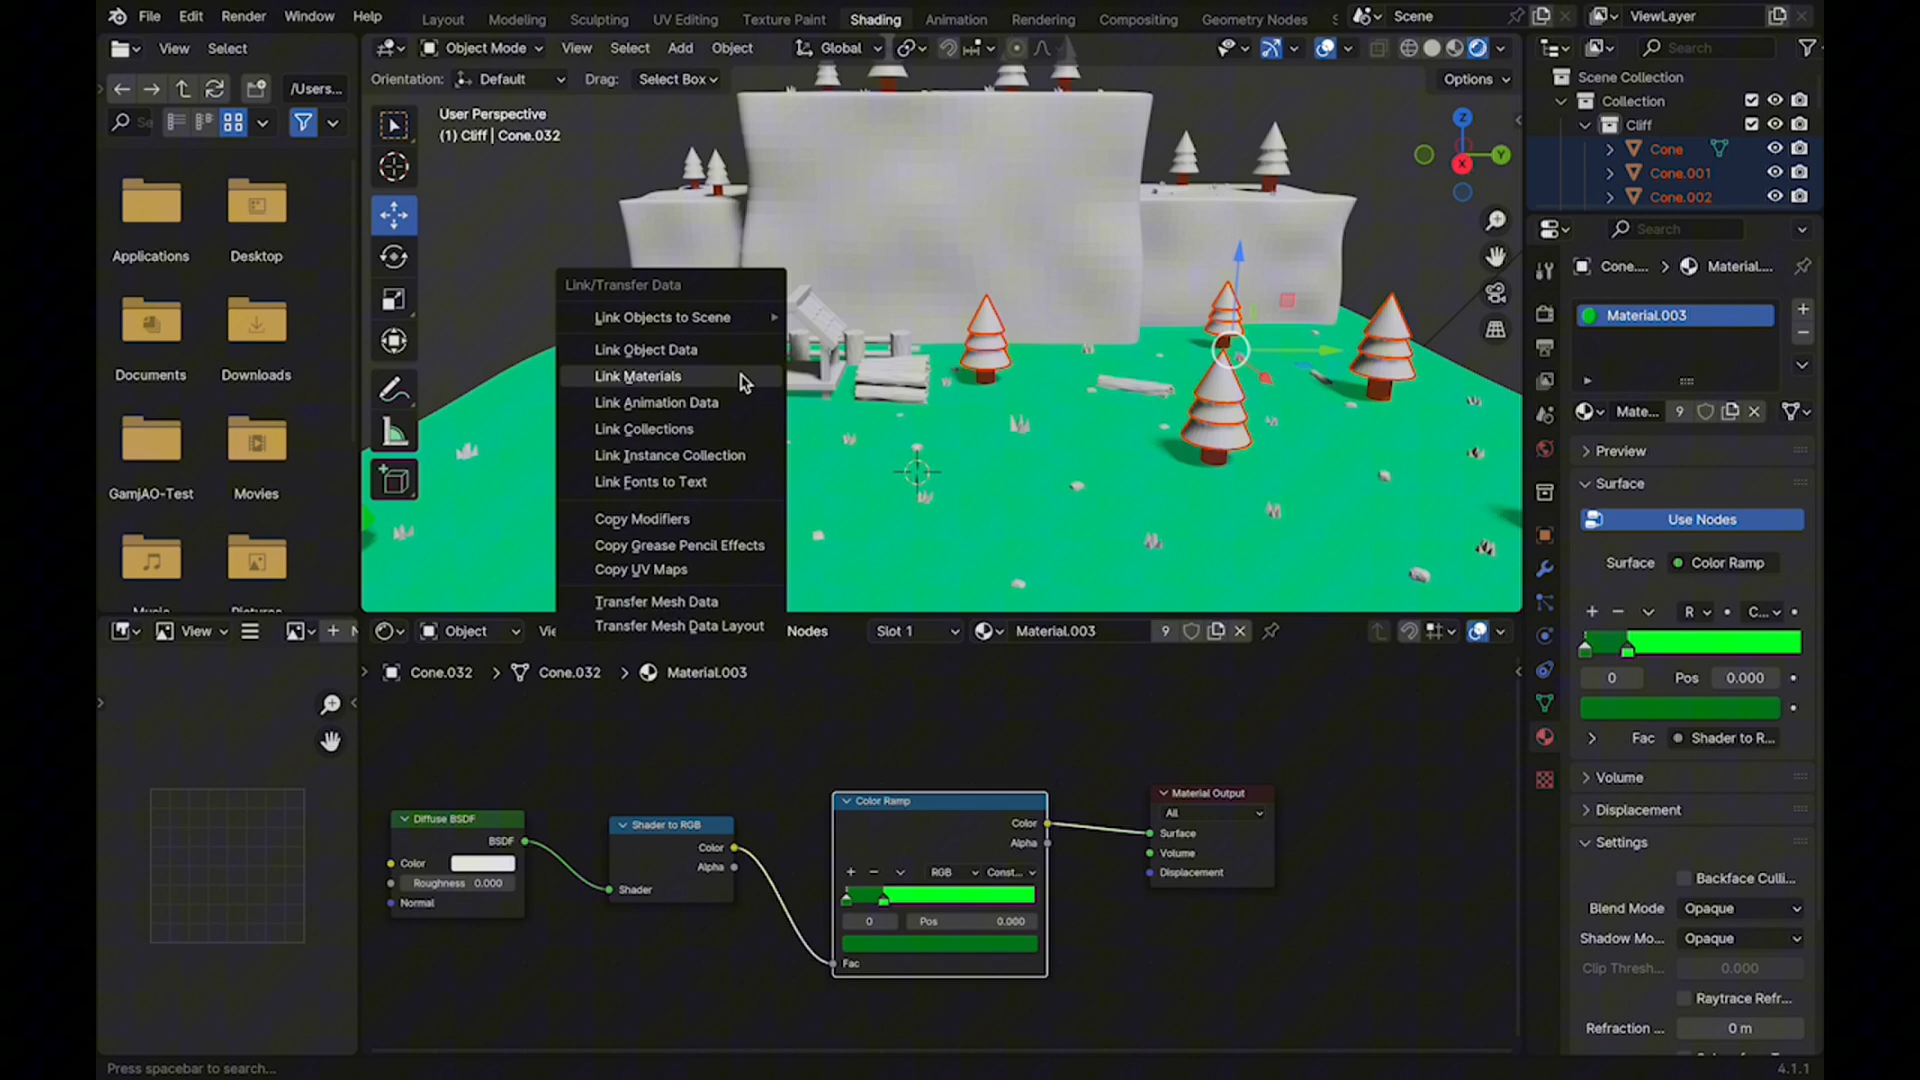 File Edit Render Window Help
Layout Modeling Sculpting UV Editing Texture Paint Shading Animation Rendering Compositing Geometry Nodes
Scene ViewLayer
View Select
Object Mode View Select Add Object Global
Search
/Users...
Orientation: Default Drag: Select Box
Options
Scene Collection
Collection
Cliff
Cone
Cone.001
Cone.002
User Perspective
(1) Cliff | Cone.032
Z
Y
X
Applications Desktop
Documents Downloads
GamjAO-Test Movies
Link/Transfer Data
Link Objects to Scene
Link Object Data
Link Materials
Link Animation Data
Link Collections
Link Instance Collection
Link Fonts to Text
Copy Modifiers
Copy Grease Pencil Effects
Copy UV Maps
Transfer Mesh Data
Transfer Mesh Data Layout
Search
Cone.... > Material....
Material.003
Mate... 9
Preview
Surface
Use Nodes
Surface Color Ramp
R C...
0 Pos 0.000
Fac Shader to R...
Volume
Displacement
Settings
Backface Culli...
Blend Mode Opaque
Shadow Mo... Opaque
Clip Thresh... 0.000
Raytrace Refr...
Refraction ... 0 m
View
Object Nodes Slot 1 Material.003 9
Cone.032 > Cone.032 > Material.003
Diffuse BSDF
BSDF
Color
Roughness 0.000
Normal
Shader to RGB
Color
Alpha
Shader
Color Ramp
Color
Alpha
RGB Const...
0 Pos 0.000
Fac
Material Output
All
Surface
Volume
Displacement
Press spacebar to search...
4.1.1